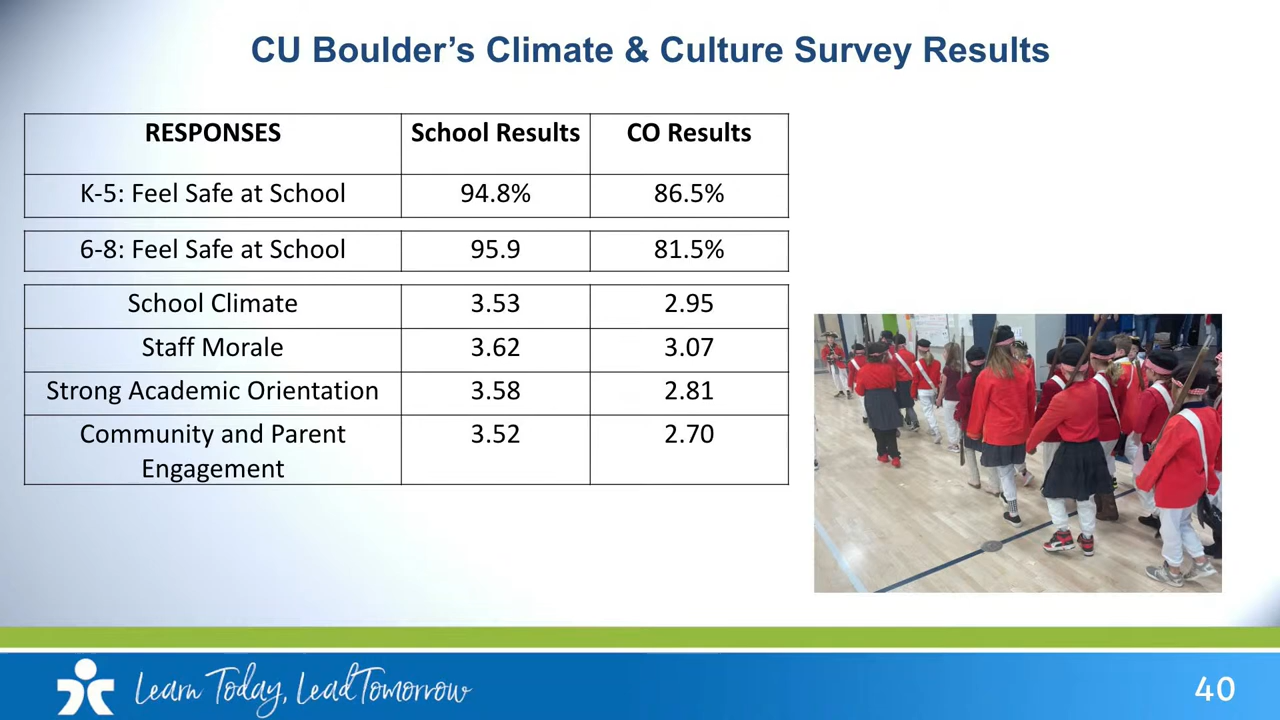 CU Boulder’s Climate & Culture Survey Results
RESPONSES School Results CO Results
K-5: Feel Safe at School 94.8% 86.5%
6-8: Feel Safe at School 95.9 81.5%
School Climate 3.53 2.95
Staff Morale 3.62 3.07
Strong Academic Orientation 3.58 2.81
Community and Parent 3.52 2.70
Engagement
Learn Today, Lead Tomorrow
40